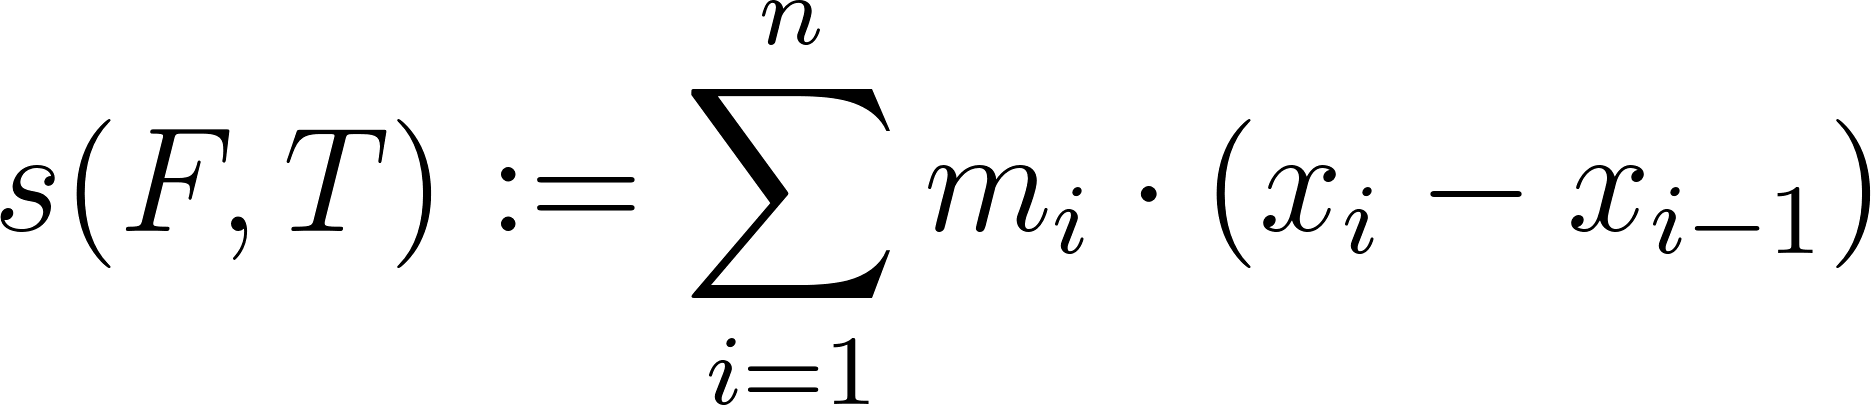 s(F, T) := \sum_{i=1}^{n} m_i \cdot (x_i - x_{i-1})